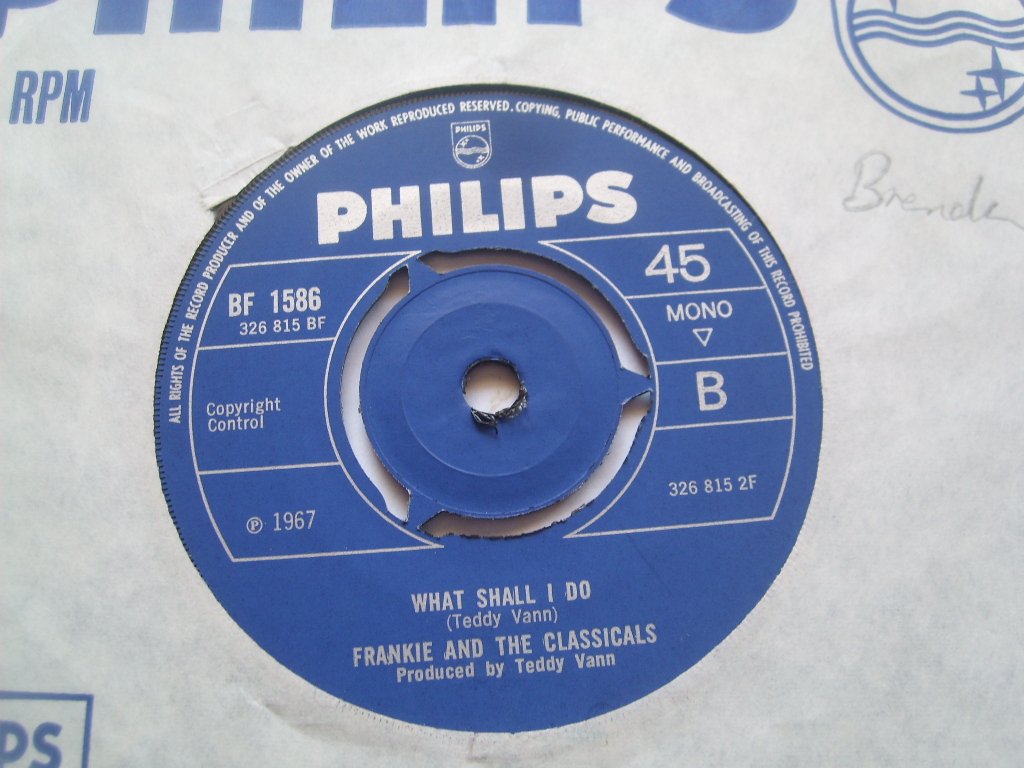 PHILIPS
RPM
ALL RIGHTS OF THE RECORD PRODUCER AND OF THE OWNER OF THE WORK REPRODUCED RESERVED. COPYING, PUBLIC PERFORMANCE AND BROADCASTING OF THIS RECORD PROHIBITED
PHILIPS
PHILIPS
BF 1586
326 815 BF
Copyright
Control
℗ 1967
45
MONO
B
326 815 2F
WHAT SHALL I DO
(Teddy Vann)
FRANKIE AND THE CLASSICALS
Produced by Teddy Vann
PS